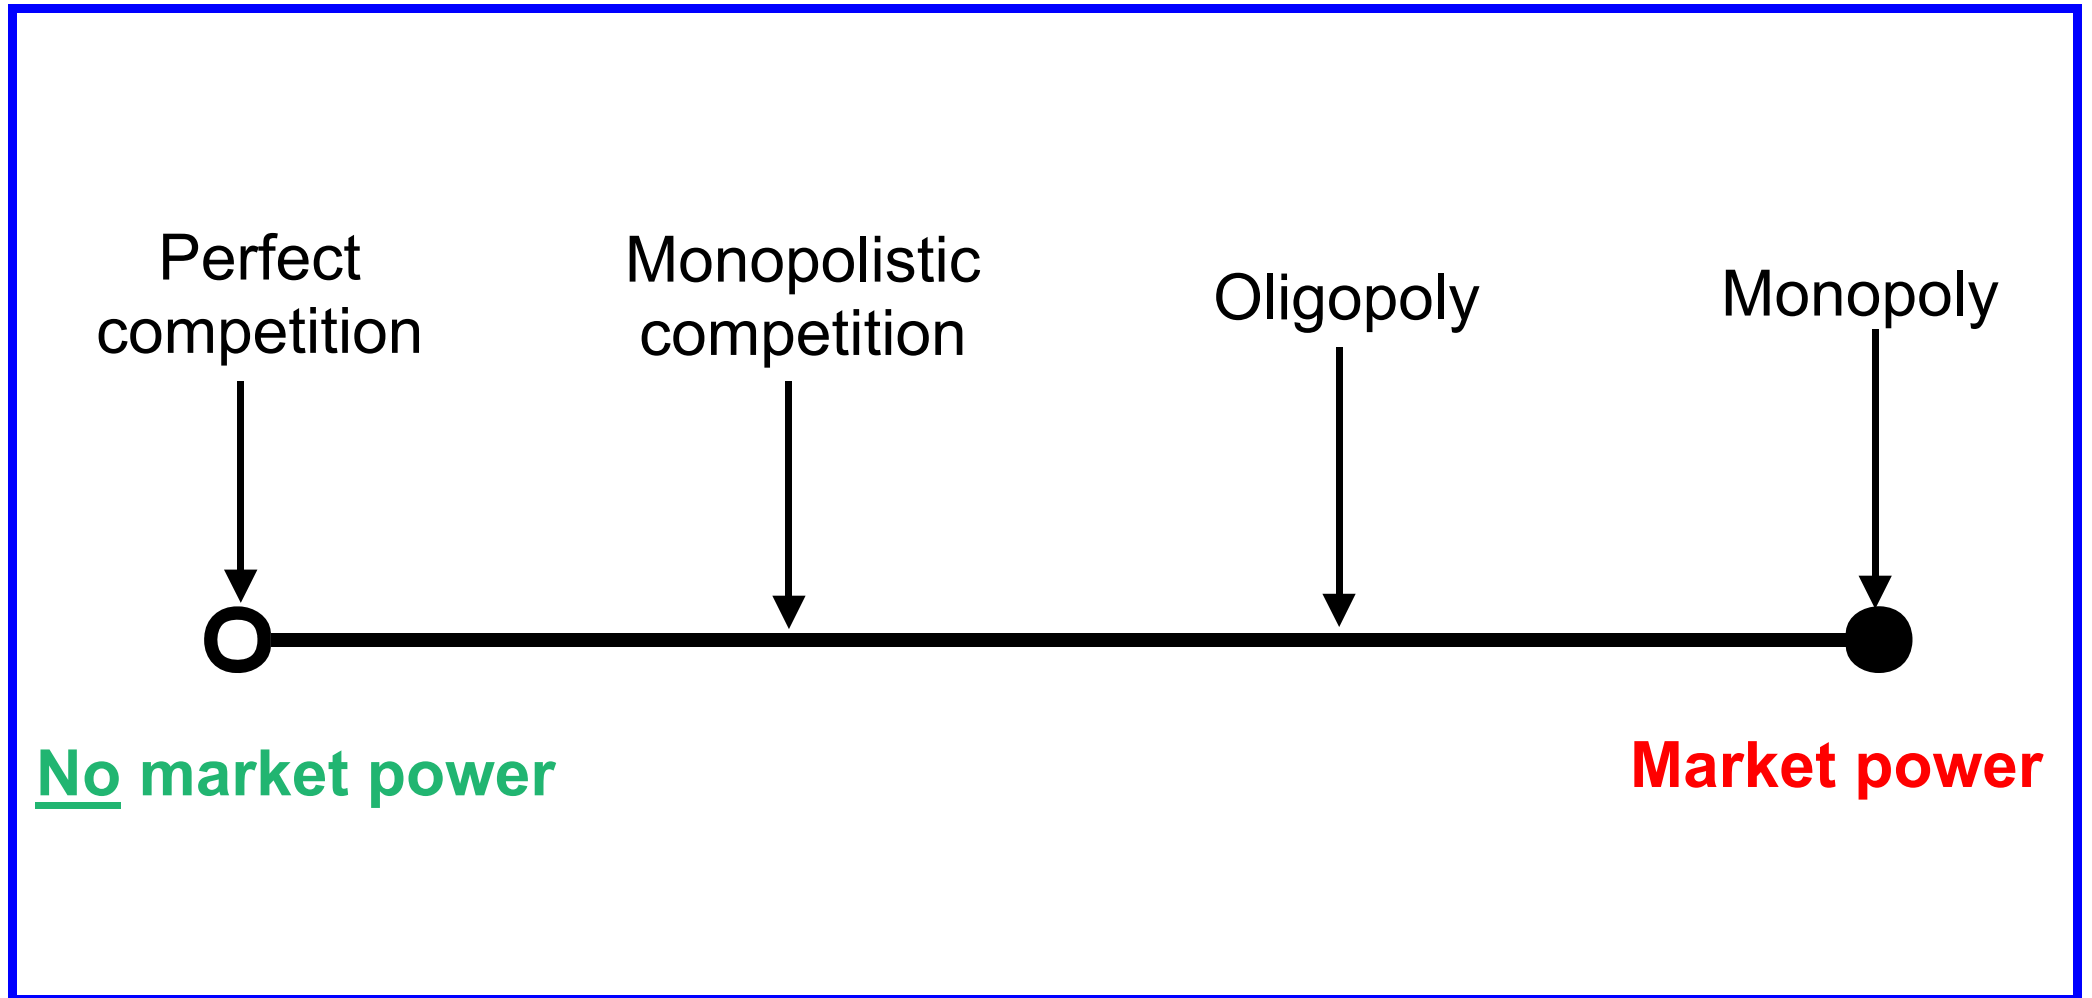 Perfect
competition
Monopolistic
competition
Oligopoly
Monopoly
No market power
Market power